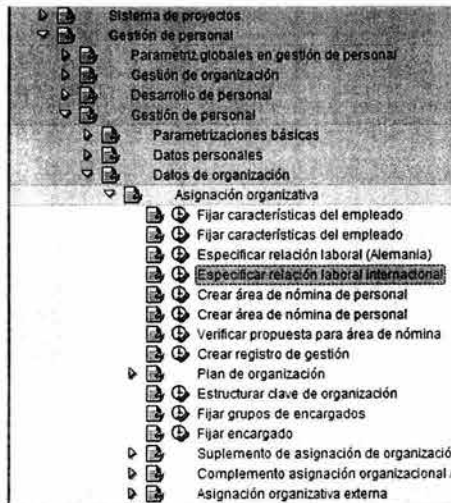 Sistema de proyectos
Gestión de personal
Parametriz globales en gestión de personal
Gestión de organización
Desarrollo de personal
Gestión de personal
Parametrizaciones básicas
Datos personales
Datos de organización
Asignación organizativa
Fijar características del empleado
Fijar características del empleado
Especificar relación laboral (Alemania)
Especificar relación laboral internacional
Crear área de nómina de personal
Crear área de nómina de personal
Verificar propuesta para área de nómina
Crear registro de gestión
Plan de organización
Estructurar clave de organización
Fijar grupos de encargados
Fijar encargado
Suplemento de asignación de organizació
Complemento asignación organizacional
Asignación organizativa externa